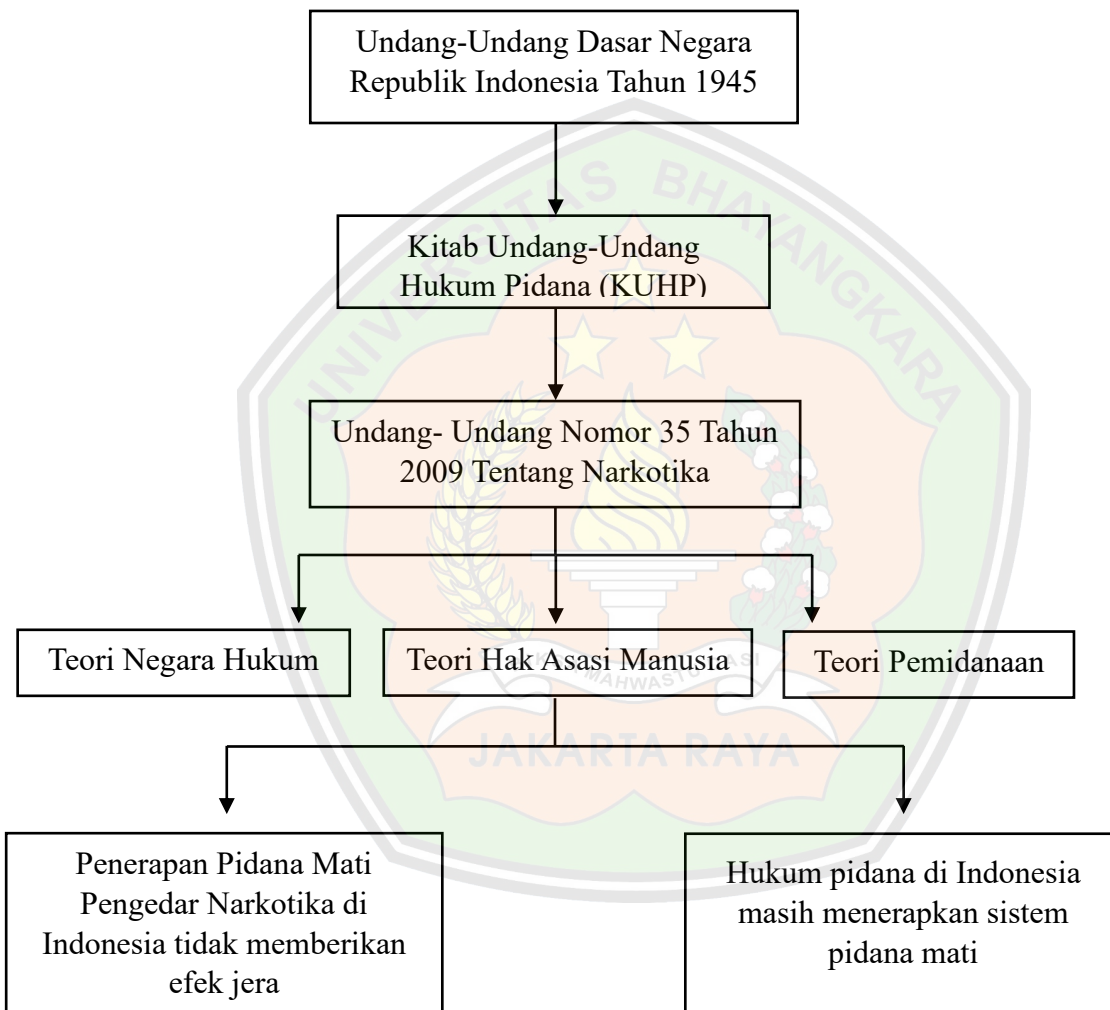 Undang-Undang Dasar Negara
Republik Indonesia Tahun 1945
UNIVERSITAS BHAYANGKARA
Kitab Undang-Undang
Hukum Pidana (KUHP)
Undang- Undang Nomor 35 Tahun
2009 Tentang Narkotika
Teori Negara Hukum
Teori Hak Asasi Manusia
Teori Pemidanaan
JAKARTA RAYA
Penerapan Pidana Mati
Pengedar Narkotika di
Indonesia tidak memberikan
efek jera
Hukum pidana di Indonesia
masih menerapkan sistem
pidana mati